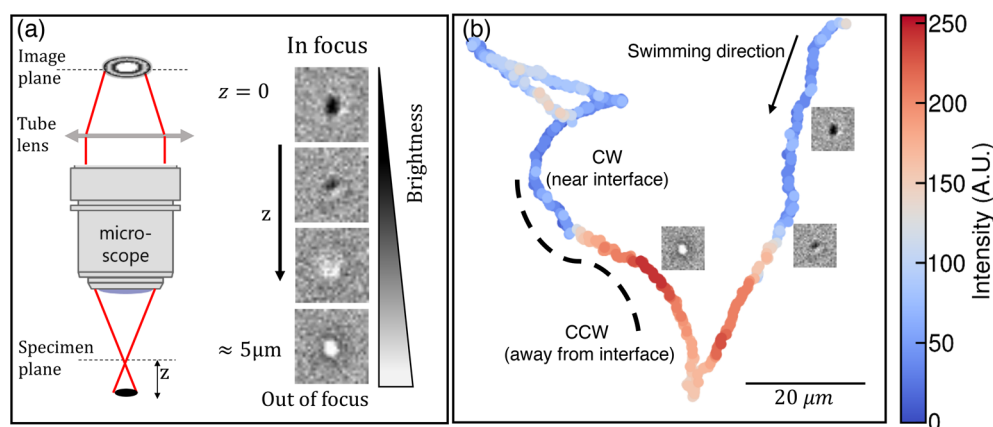 (a)
Image
plane
Tube
lens
micro-
scope
Specimen
plane
z
In focus
z = 0
z
≈ 5μm
Out of focus
Brightness
(b)
Swimming direction
CW
(near interface)
CCW
(away from interface)
20 μm
250
200
150
100
50
0
Intensity (A.U.)